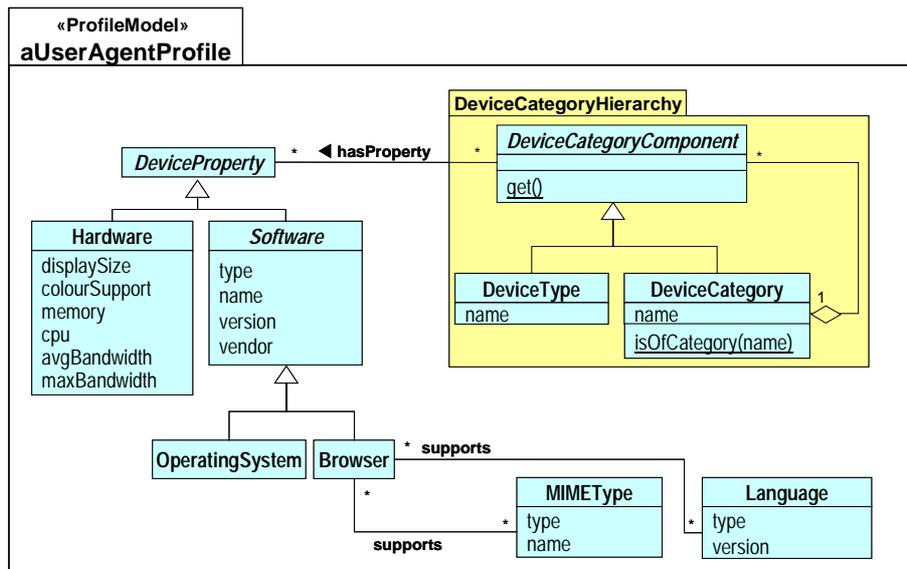 «ProfileModel»
aUserAgentProfile
DeviceCategoryHierarchy
DeviceProperty
* ◀ hasProperty *
DeviceCategoryComponent
*
get()
Hardware
displaySize
colourSupport
memory
cpu
avgBandwidth
maxBandwidth
Software
type
name
version
vendor
DeviceType
name
DeviceCategory
name
isOfCategory(name)
1
OperatingSystem
Browser
* supports
*
*
supports
*
MIMEType
type
name
Language
type
version